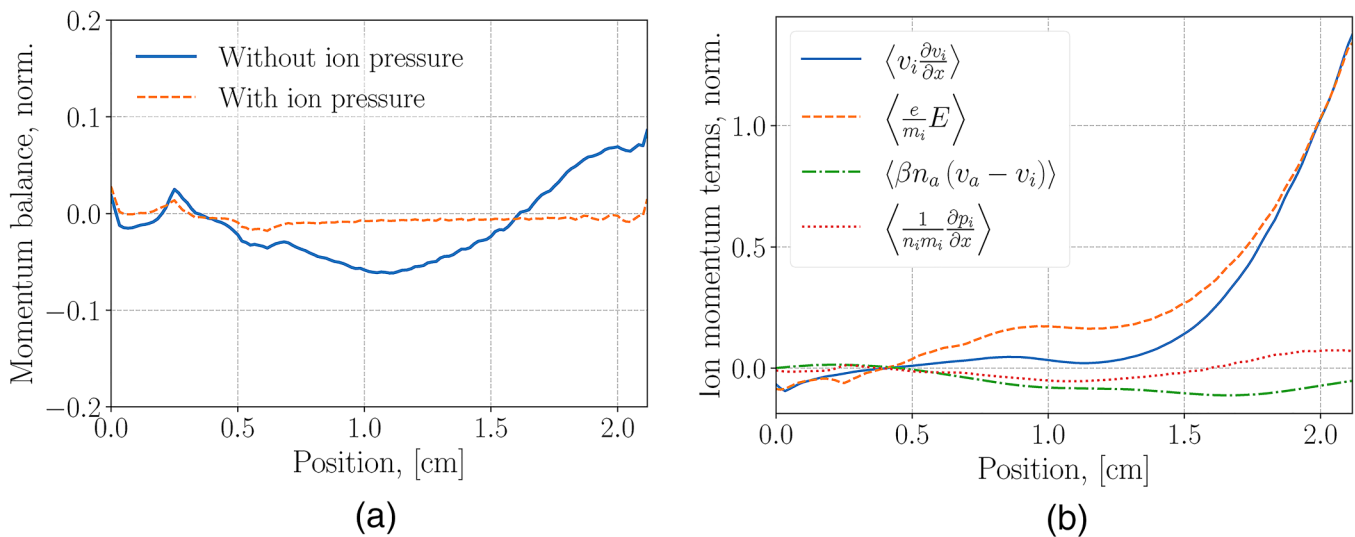 Momentum balance, norm.
0.2
0.1
0.0
−0.1
−0.2
Without ion pressure
With ion pressure
0.0 0.5 1.0 1.5 2.0
Position, [cm]
(a)
Ion momentum terms, norm.
1.0
0.5
0.0
⟨v_i ∂v_i/∂x⟩
⟨e/m_i E⟩
⟨βn_a (v_a − v_i)⟩
⟨1/n_i m_i ∂p_i/∂x⟩
0.0 0.5 1.0 1.5 2.0
Position, [cm]
(b)